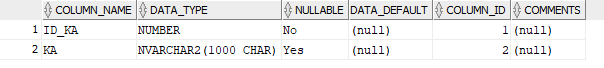 COLUMN_NAME DATA_TYPE NULLABLE DATA_DEFAULT COLUMN_ID COMMENTS
1 ID_KA NUMBER No (null) 1 (null)
2 KA NVARCHAR2(1000 CHAR) Yes (null) 2 (null)